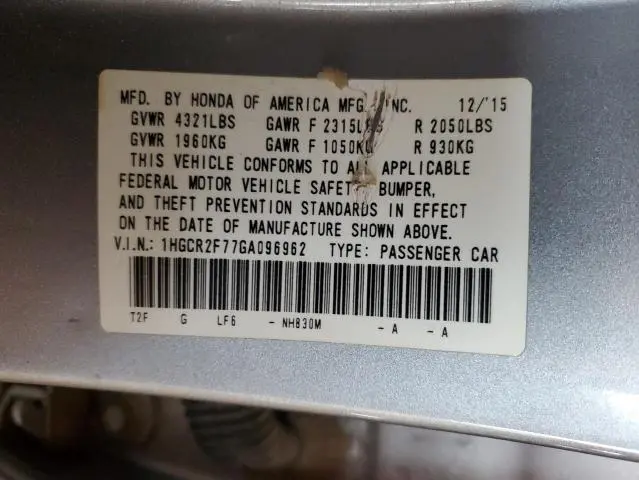 MFD. BY HONDA OF AMERICA MFG. INC. 12/'15
GVWR 4321LBS GAWR F 2315LBS R 2050LBS
GVWR 1960KG GAWR F 1050KG R 930KG
THIS VEHICLE CONFORMS TO ALL APPLICABLE
FEDERAL MOTOR VEHICLE SAFETY, BUMPER,
AND THEFT PREVENTION STANDARDS IN EFFECT
ON THE DATE OF MANUFACTURE SHOWN ABOVE.
V.I.N.: 1HGCR2F77GA096962 TYPE: PASSENGER CAR
T2F G LF6 - NH830M - A - A